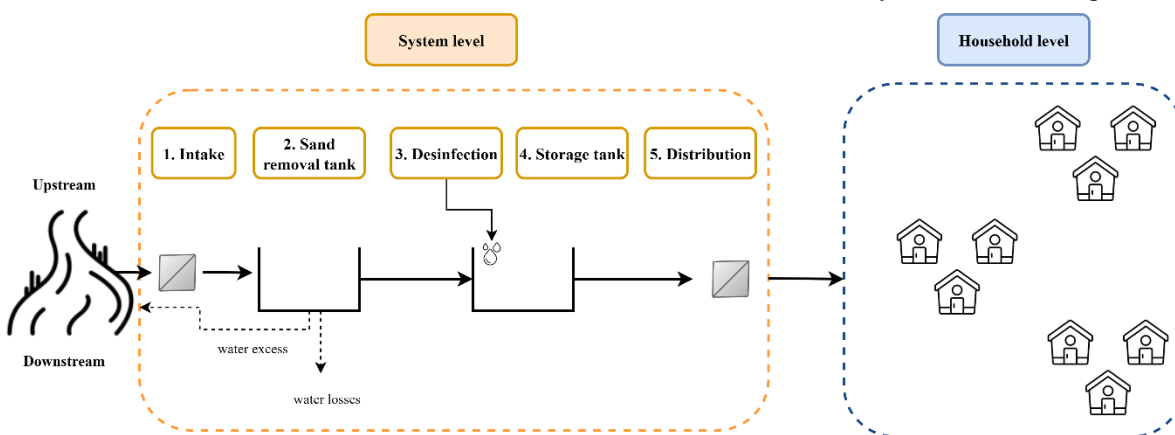 System level
Household level
1. Intake
2. Sand
removal tank
3. Desinfection
4. Storage tank
5. Distribution
Upstream
Downstream
water excess
water losses